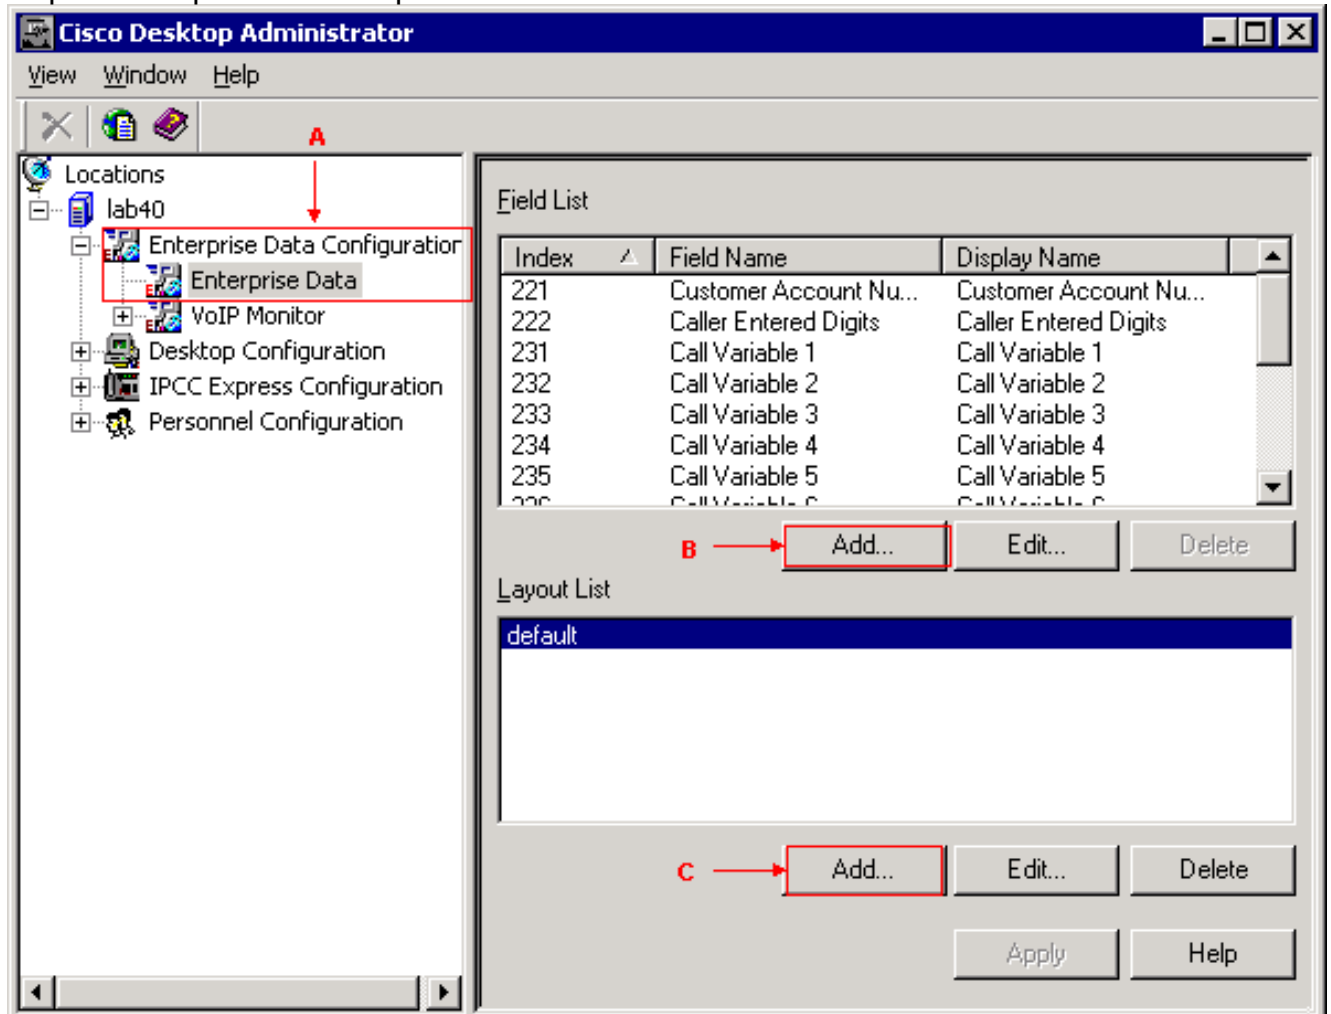 Cisco Desktop Administrator
View Window Help
A
Locations
lab40
Enterprise Data Configuration
Enterprise Data
VoIP Monitor
Desktop Configuration
IPCC Express Configuration
Personnel Configuration
Field List
Index Field Name Display Name
221 Customer Account Nu... Customer Account Nu...
222 Caller Entered Digits Caller Entered Digits
231 Call Variable 1 Call Variable 1
232 Call Variable 2 Call Variable 2
233 Call Variable 3 Call Variable 3
234 Call Variable 4 Call Variable 4
235 Call Variable 5 Call Variable 5
B Add... Edit... Delete
Layout List
default
C Add... Edit... Delete
Apply Help